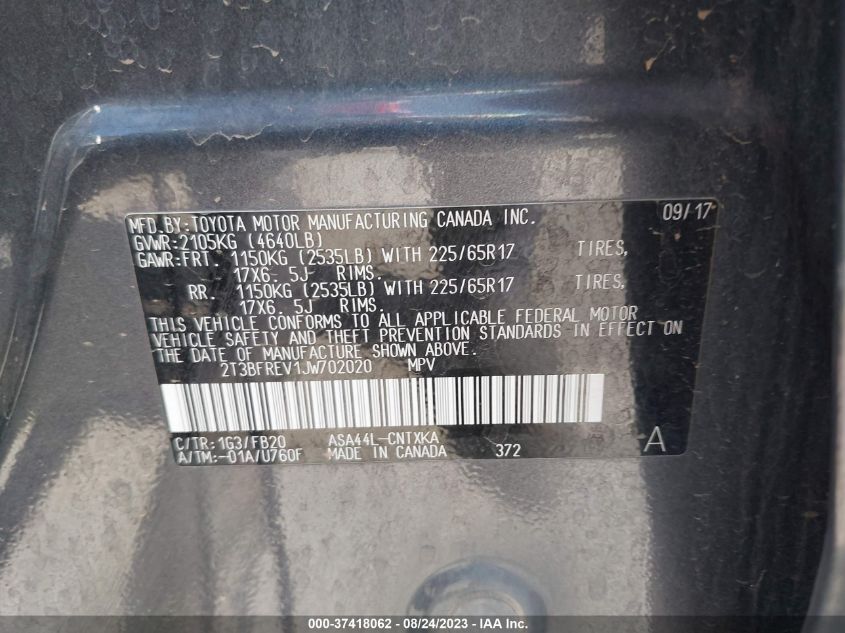 MFD. BY: TOYOTA MOTOR MANUFACTURING CANADA INC. 09/17
GVWR: 2105KG (4640LB)
GAWR: FRT. 1150KG (2535LB) WITH 225/65R17 TIRES,
17X6. 5J RIMS.
RR. 1150KG (2535LB) WITH 225/65R17 TIRES,
17X6. 5J RIMS.
THIS VEHICLE CONFORMS TO ALL APPLICABLE FEDERAL MOTOR
VEHICLE SAFETY AND THEFT PREVENTION STANDARDS IN EFFECT ON
THE DATE OF MANUFACTURE SHOWN ABOVE.
2T3BFREV1JW702020 MPV
C/TR: 1G3/FB20 ASA44L-CNTXKA
A/TM: -01A/U760F MADE IN CANADA 372 A
000-37418062 - 08/24/2023 - IAA Inc.